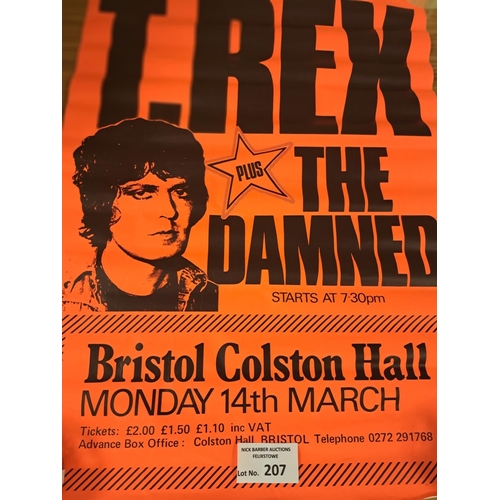 T.REX
PLUS
THE
DAMNED
STARTS AT 7·30pm
Bristol Colston Hall
MONDAY 14th MARCH
Tickets: £2.00 £1.50 £1.10 inc VAT
Advance Box Office : Colston Hall BRISTOL Telephone 0272 291768
NICK BARBER AUCTIONS
FELIXSTOWE
Lot No. 207